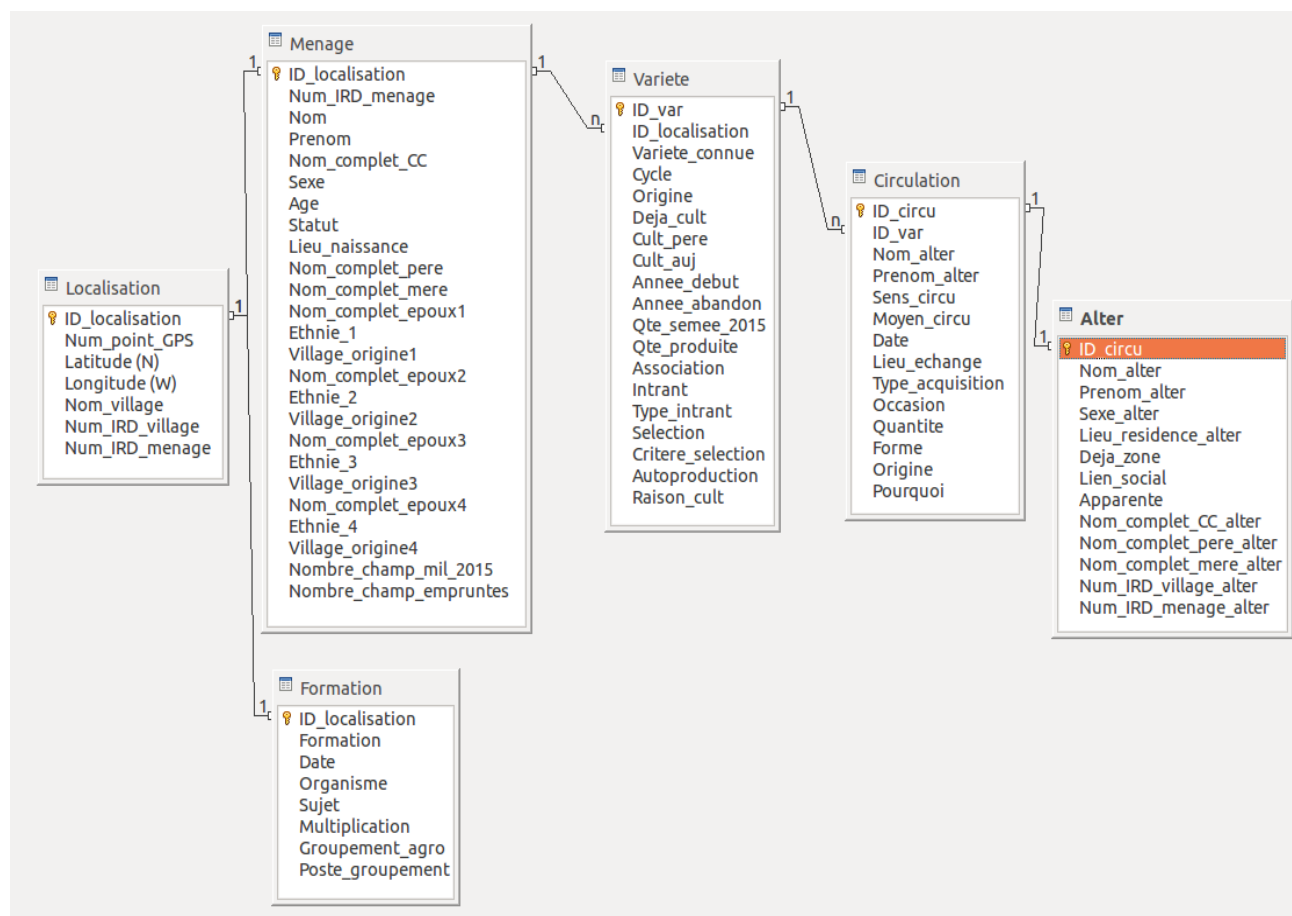 Menage
ID_localisation
Num_IRD_menage
Nom
Prenom
Nom_complet_CC
Sexe
Age
Statut
Lieu_naissance
Nom_complet_pere
Nom_complet_mere
Nom_complet_epoux1
Ethnie_1
Village_origine1
Nom_complet_epoux2
Ethnie_2
Village_origine2
Nom_complet_epoux3
Ethnie_3
Village_origine3
Nom_complet_epoux4
Ethnie_4
Village_origine4
Nombre_champ_mil_2015
Nombre_champ_empruntes
1
1
Localisation
ID_localisation
Num_point_GPS
Latitude (N)
Longitude (W)
Nom_village
Num_IRD_village
Num_IRD_menage
1
Formation
ID_localisation
Formation
Date
Organisme
Sujet
Multiplication
Groupement_agro
Poste_groupement
1
Variete
ID_var
ID_localisation
Variete_connue
Cycle
Origine
Deja_cult
Cult_pere
Cult_auj
Annee_debut
Annee_abandon
Qte_semee_2015
Qte_produite
Association
Intrant
Type_intrant
Selection
Critere_selection
Autoproduction
Raison_cult
n
1
Circulation
ID_circu
ID_var
Nom_alter
Prenom_alter
Sens_circu
Moyen_circu
Date
Lieu_echange
Type_acquisition
Occasion
Quantite
Forme
Origine
Pourquoi
n
1
Alter
ID_circu
Nom_alter
Prenom_alter
Sexe_alter
Lieu_residence_alter
Deja_zone
Lien_social
Apparente
Nom_complet_CC_alter
Nom_complet_pere_alter
Nom_complet_mere_alter
Num_IRD_village_alter
Num_IRD_menage_alter
1